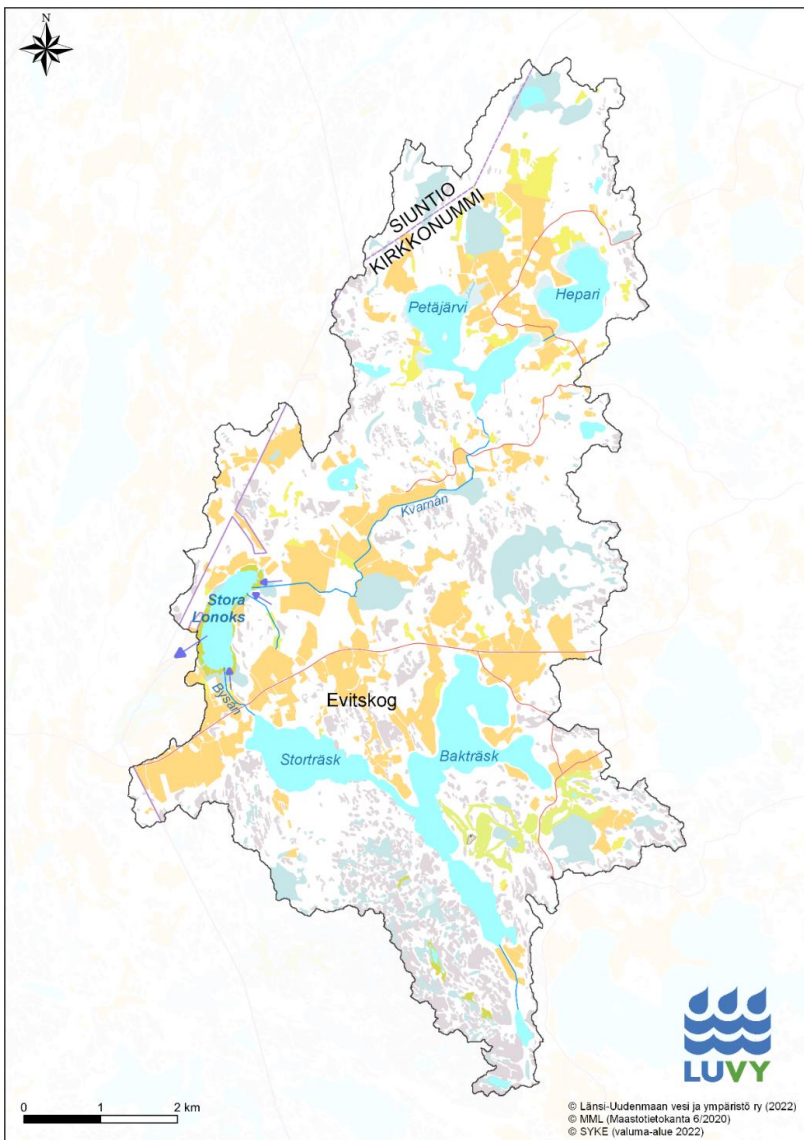 N
SIUNTIO
KIRKKONUMMI
Hepari
Petäjärvi
Kvarnån
Stora
Lonoks
Bysån
Evitskog
Storträsk
Bakträsk
LUVY
0 1 2 km
© Länsi-Uudenmaan vesi ja ympäristö ry (2022)
© MML (Maastotietokanta 6/2020)
© SYKE (valuma-alue 2022)